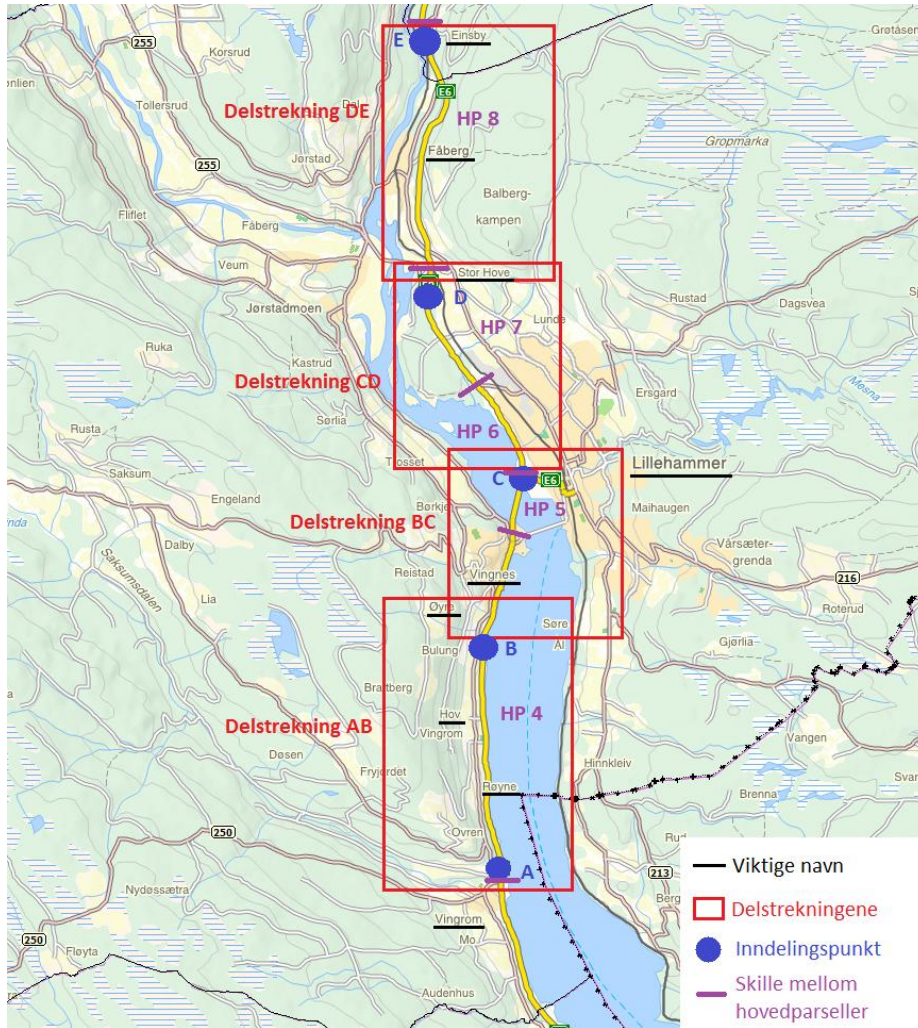 E
Einsby
Grøtåsen
255
Korsrud
E6
Tollersrud
Delstrekning DE
HP 8
Gropmarka
Jørstad
Fåberg
255
Balberg-
kampen
Fliflet
Fåberg
Veum
Stor Hove
D
Jørstadmoen
HP 7
Lunde
Rustad
Dagsvea
Ruka
Kastrud
Delstrekning CD
Ersgard
Mesna
Sørlia
HP 6
Rusta
Trosset
Saksum
Lillehammer
C
E6
Engeland
Børkje
HP 5
Maihaugen
Delstrekning BC
Dalby
Vårsæter-
grenda
Saksumsdalen
Reistad
Vingnes
216
Lia
Øyre
Roterud
Søre
Ål
Gjørlia
Bulung
B
Brattberg
HP 4
Delstrekning AB
Hov
Vingrom
Vangen
Døsen
Fryjordet
Hinnkleiv
Røyne
Brenna
Ovren
250
A
213
Nydøssætra
Vingrom
Mo
250
Fløyta
Audenhus
Viktige navn
Delstrekningene
Inndelingspunkt
Skille mellom
hovedparseller